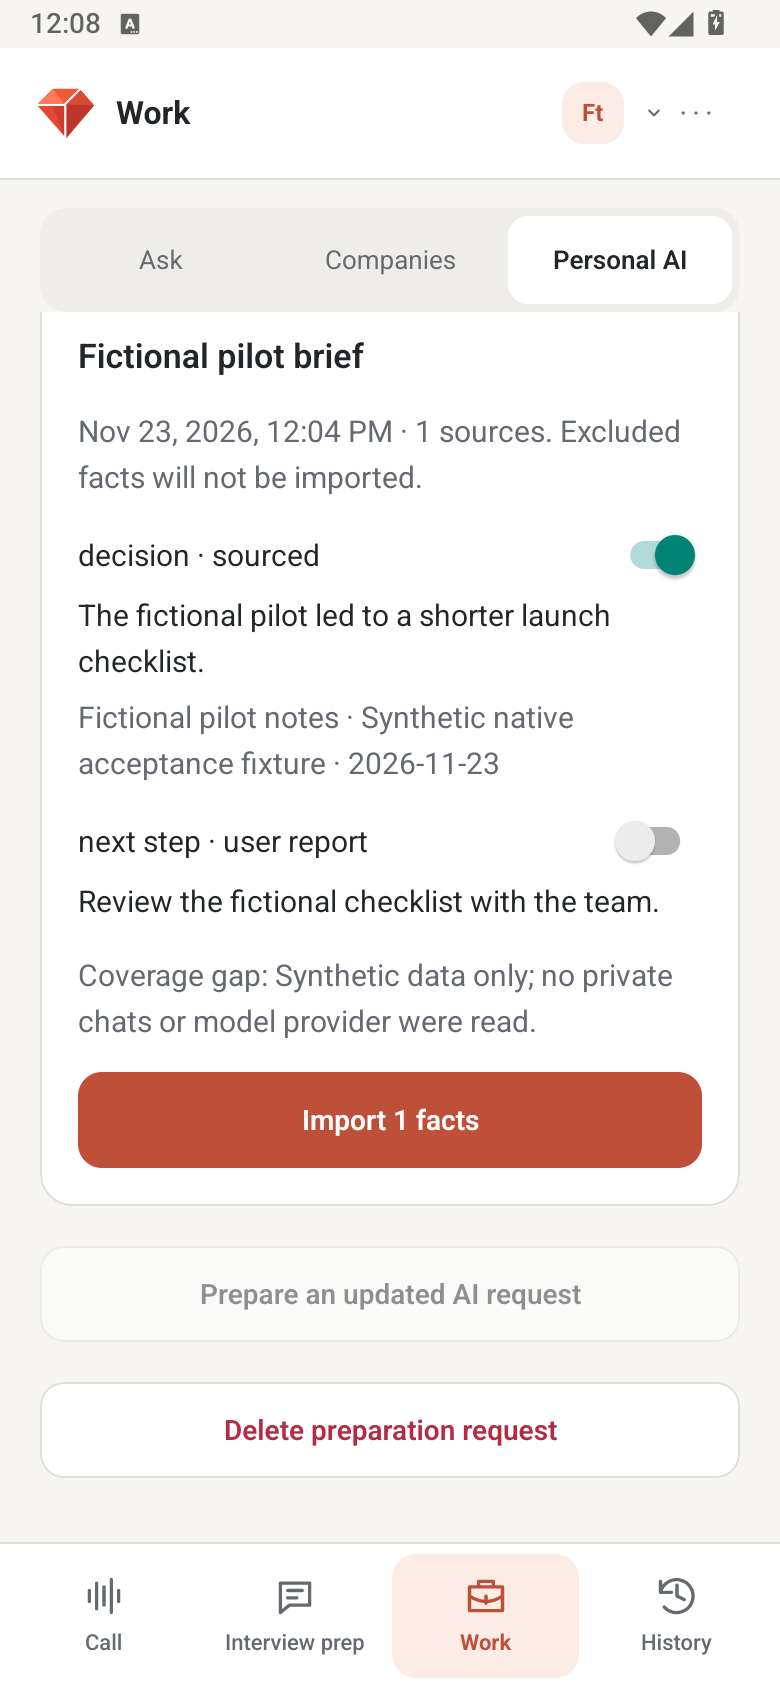 12:08
A
Work
Ft
Ask
Companies
Personal AI
Fictional pilot brief
Nov 23, 2026, 12:04 PM · 1 sources. Excluded
facts will not be imported.
decision · sourced
The fictional pilot led to a shorter launch
checklist.
Fictional pilot notes · Synthetic native
acceptance fixture · 2026-11-23
next step · user report
Review the fictional checklist with the team.
Coverage gap: Synthetic data only; no private
chats or model provider were read.
Import 1 facts
Prepare an updated AI request
Delete preparation request
Call
Interview prep
Work
History